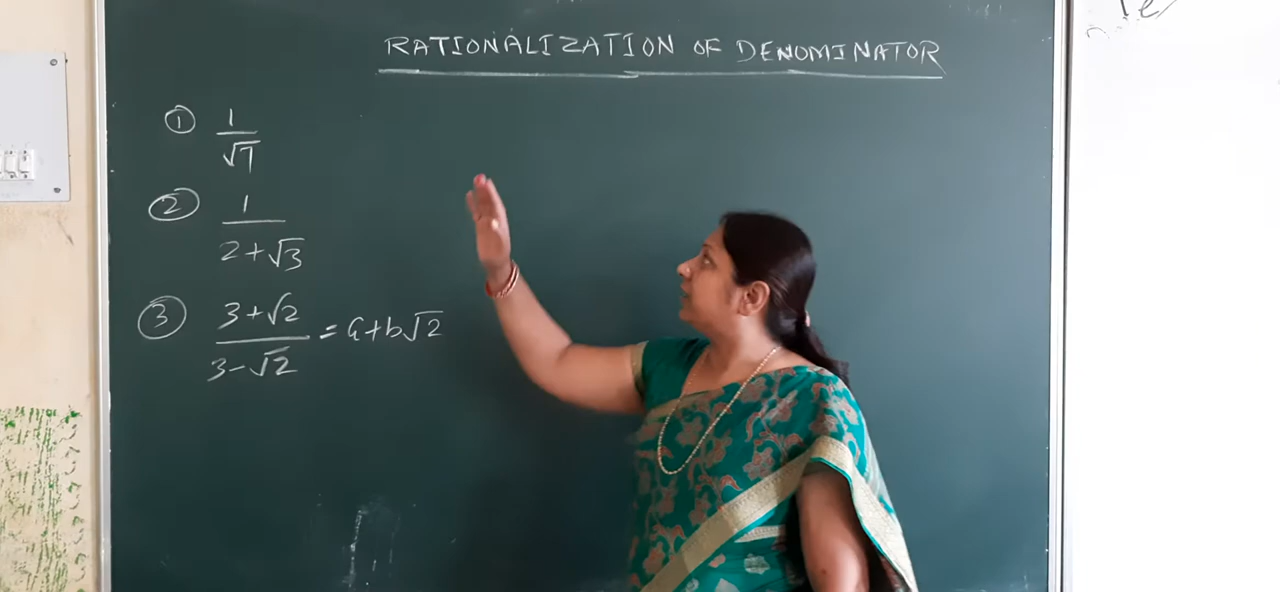 RATIONALIZATION OF DENOMINATOR
① 1/√7
② 1/(2+√3)
③ (3+√2)/(3-√2) = a+b√2